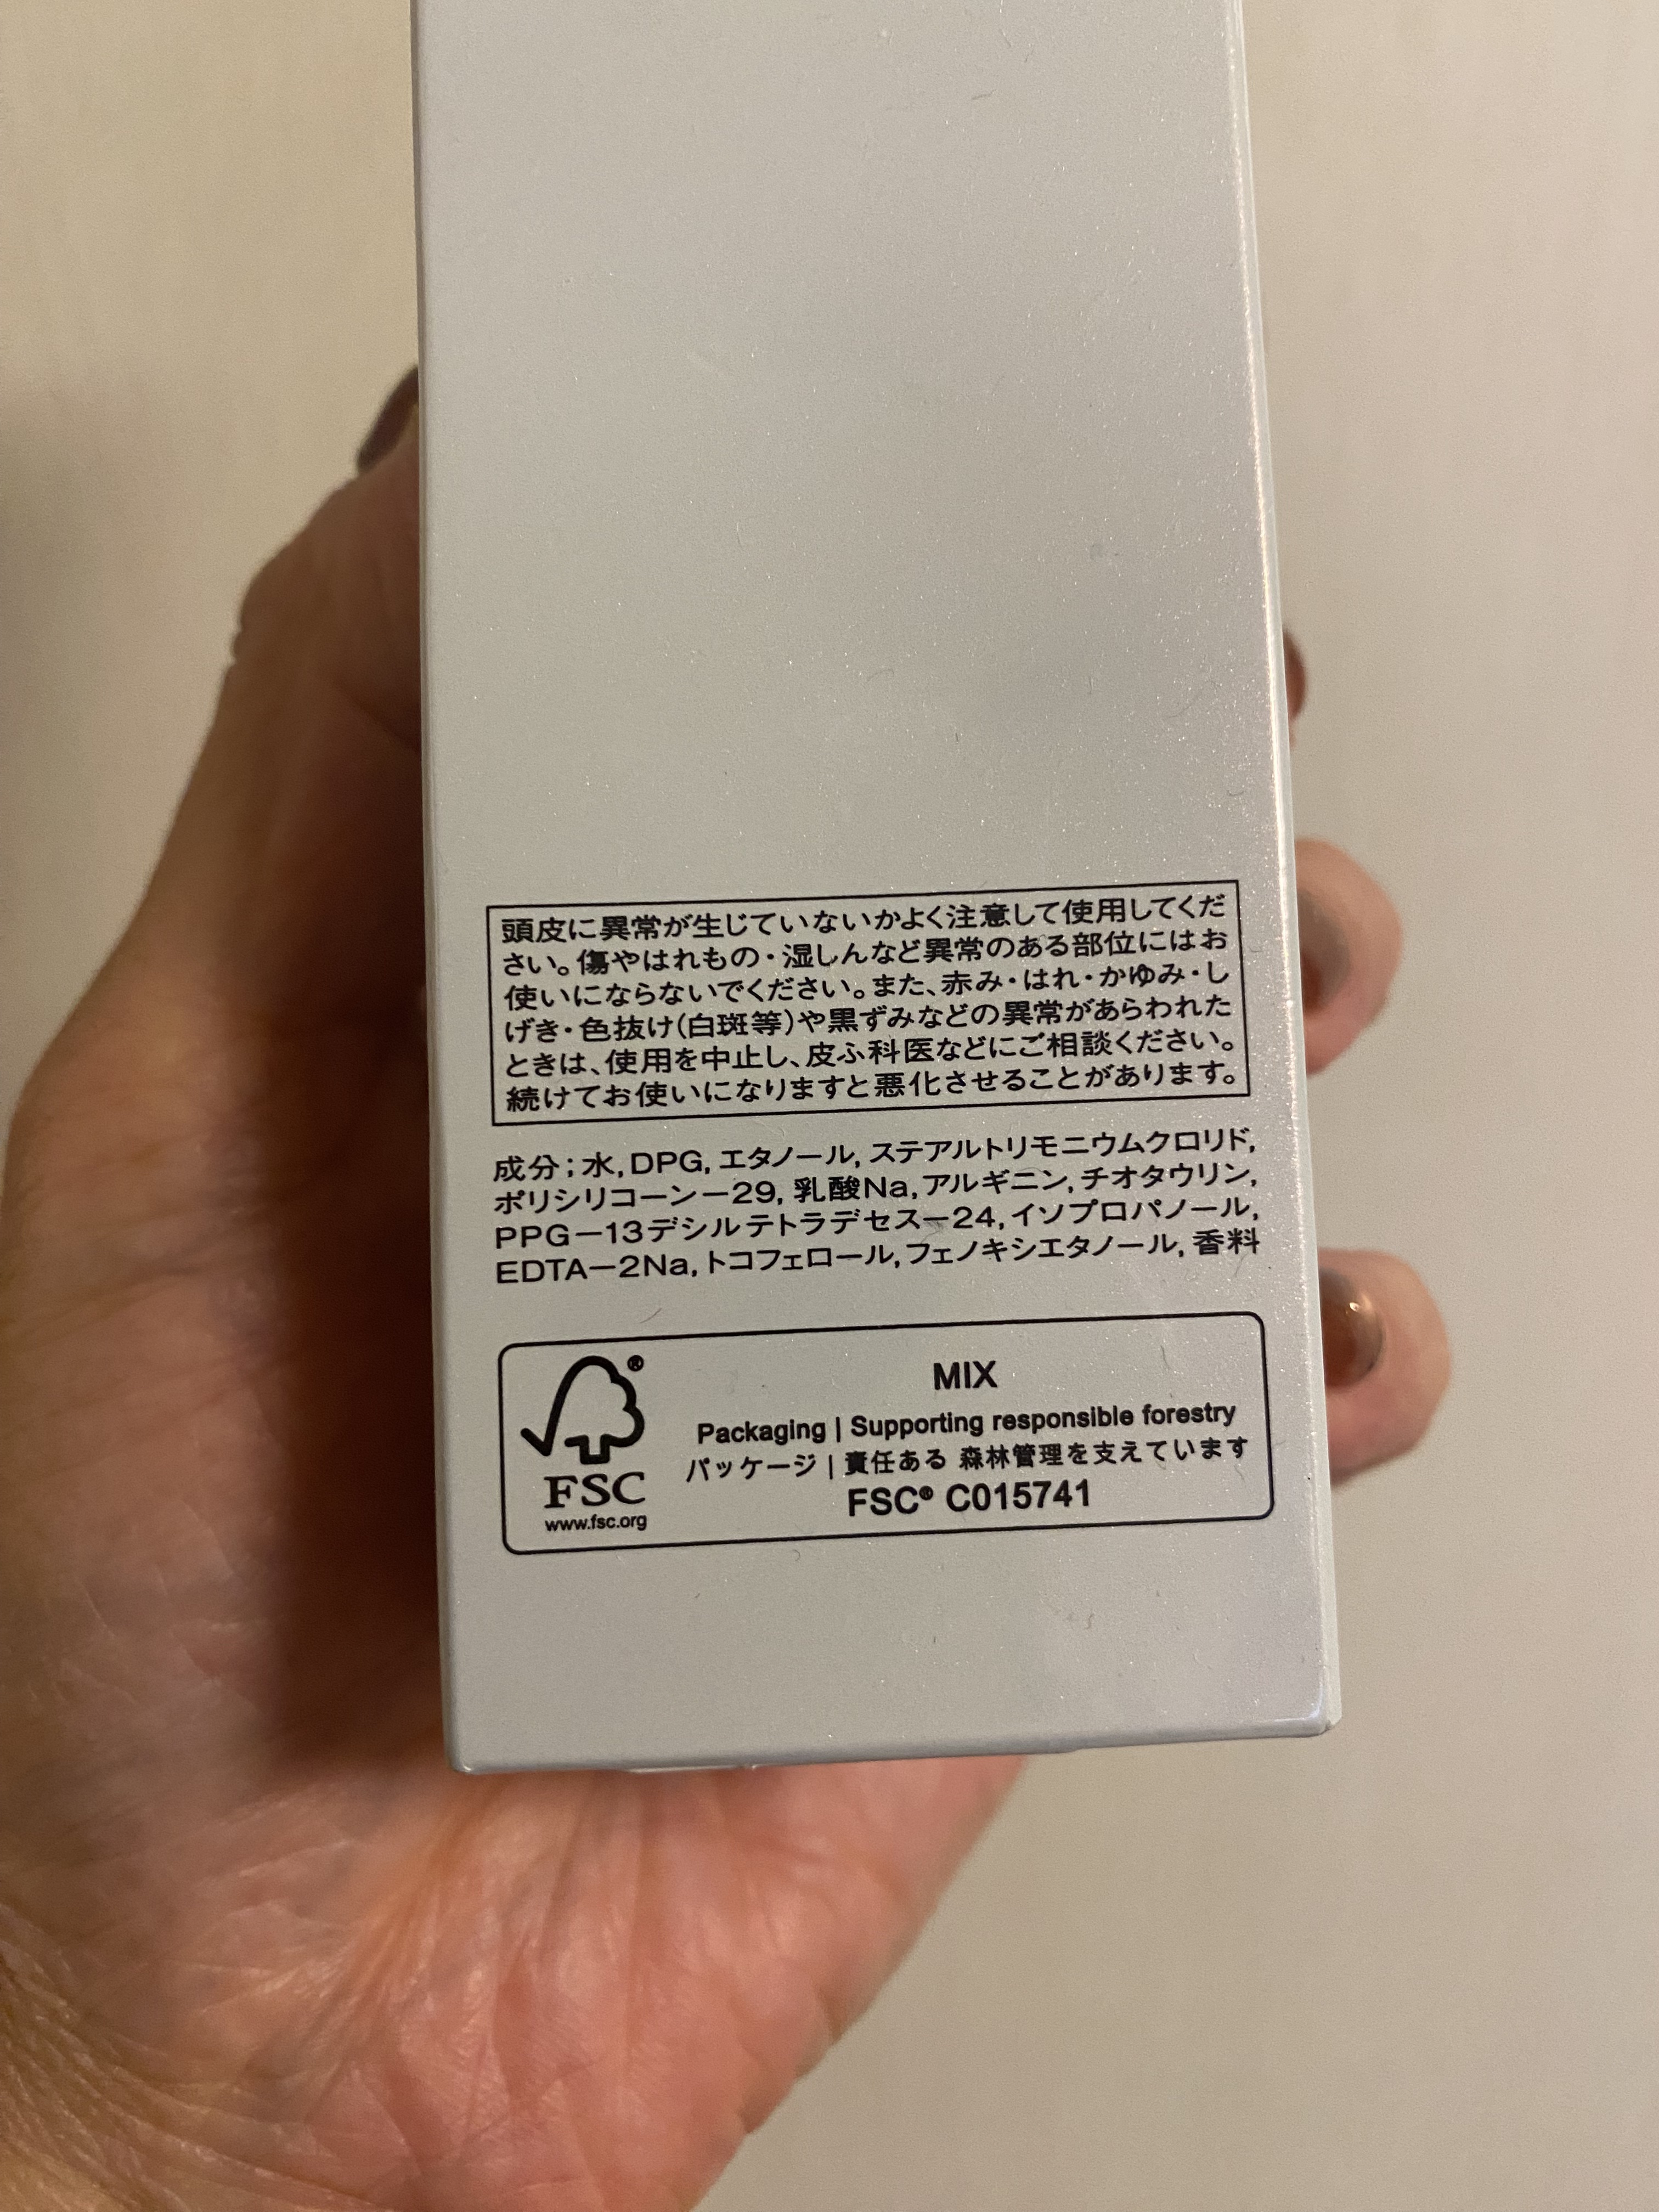 頭皮に異常が生じていないかよく注意して使用してくだ
さい。傷やはれもの・湿しんなど異常のある部位にはお
使いにならないでください。また、赤み・はれ・かゆみ・し
げき・色抜け(白斑等)や黒ずみなどの異常があらわれた
ときは、使用を中止し、皮ふ科医などにご相談ください。
続けてお使いになりますと悪化させることがあります。
成分;水,DPG,エタノール,ステアルトリモニウムクロリド,
ポリシリコーン−29,乳酸Na,アルギニン,チオタウリン,
PPG−13デシルテトラデセス−24,イソプロパノール,
EDTA−2Na,トコフェロール,フェノキシエタノール,香料
®
FSC
www.fsc.org
MIX
Packaging | Supporting responsible forestry
パッケージ | 責任ある 森林管理を支えています
FSC® C015741